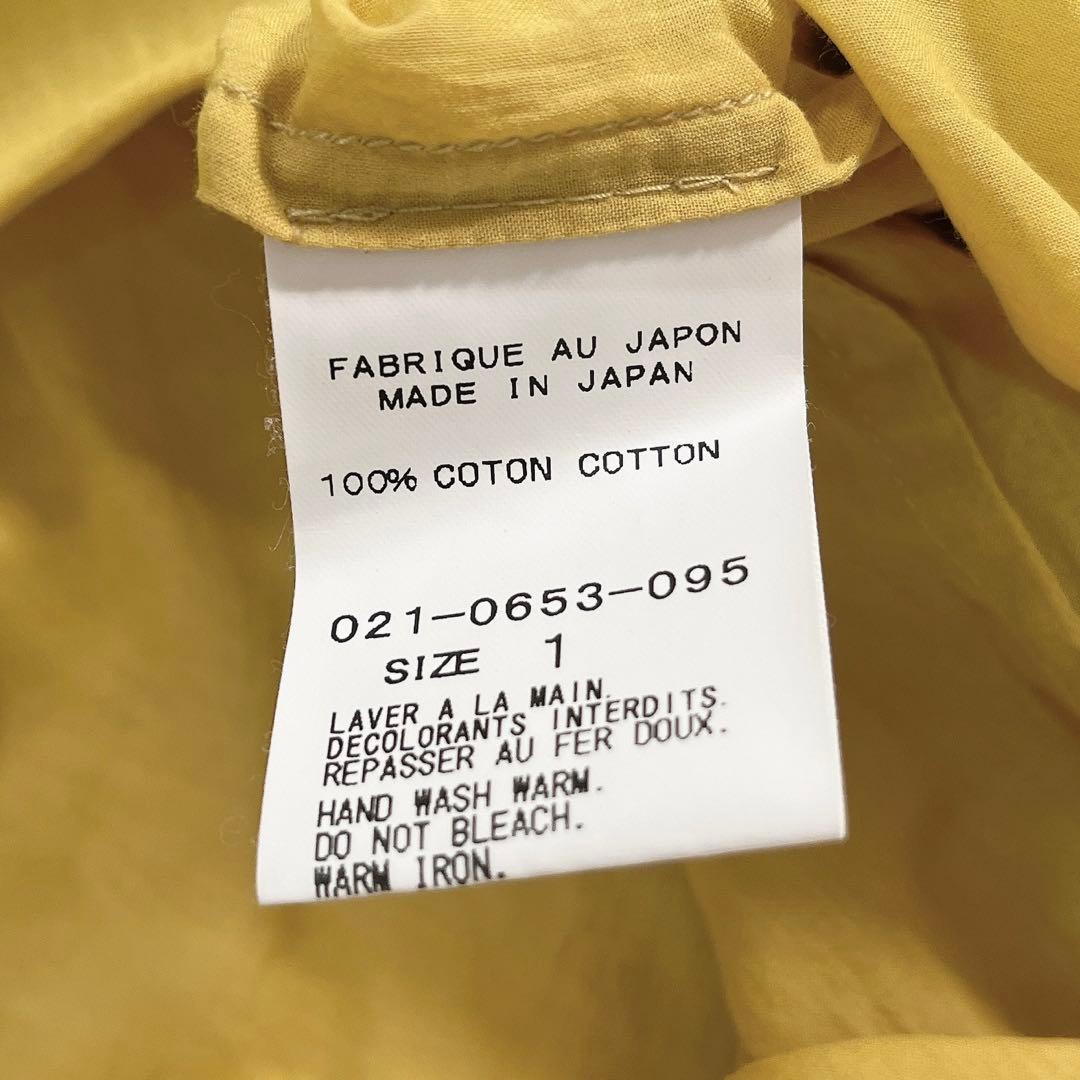 FABRIQUE AU JAPON
MADE IN JAPAN
100% COTON COTTON
021-0653-095
SIZE 1
LAVER A LA MAIN.
DECOLORANTS INTERDITS.
REPASSER AU FER DOUX.
HAND WASH WARM.
DO NOT BLEACH.
WARM IRON.